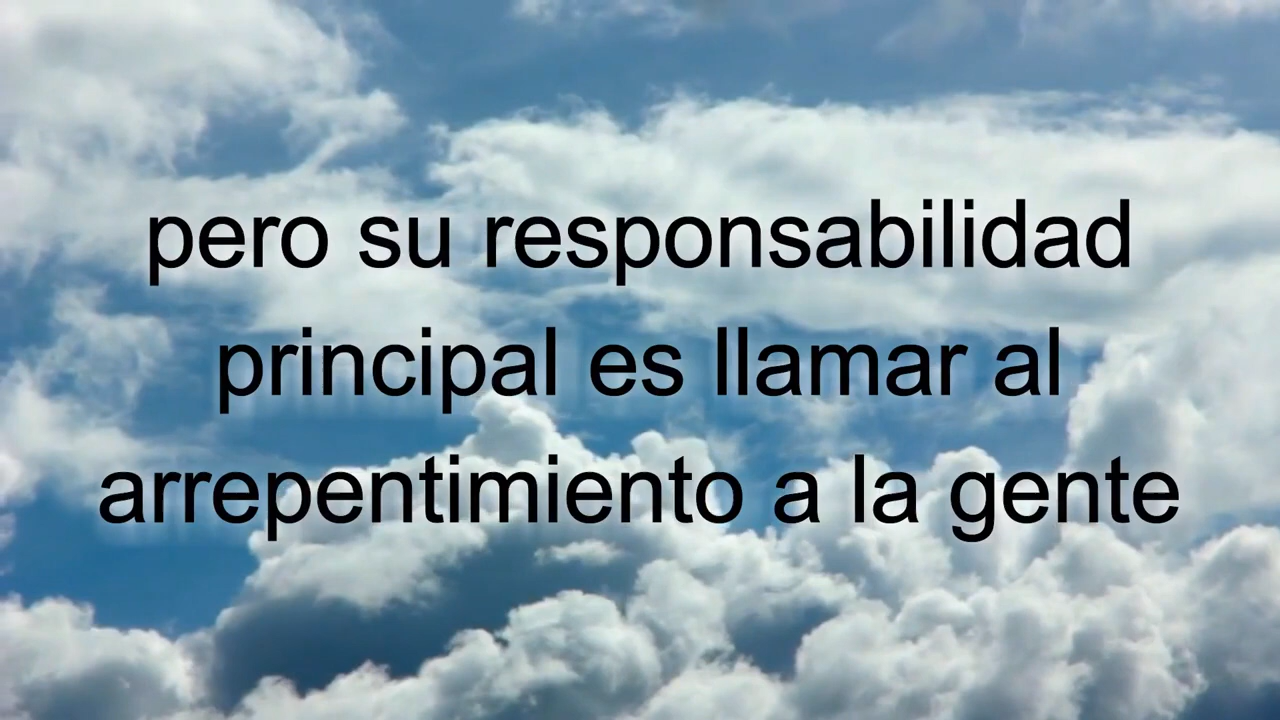 pero su responsabilidad
principal es llamar al
arrepentimiento a la gente